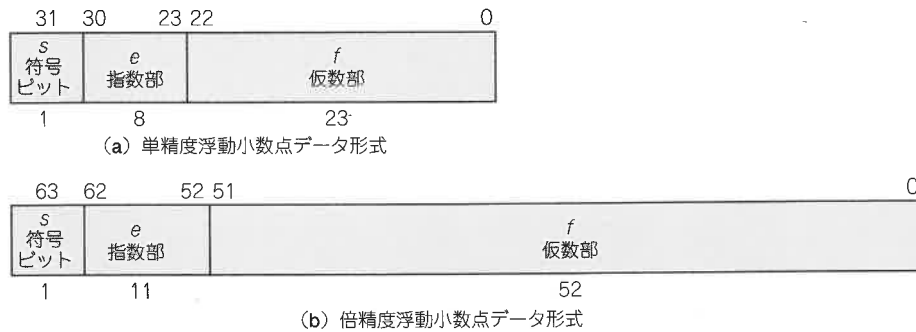 31 30 23 22 0
s 符号ビット
e 指数部
f 仮数部
1 8 23
(a) 単精度浮動小数点データ形式
63 62 52 51 0
s 符号ビット
e 指数部
f 仮数部
1 11 52
(b) 倍精度浮動小数点データ形式